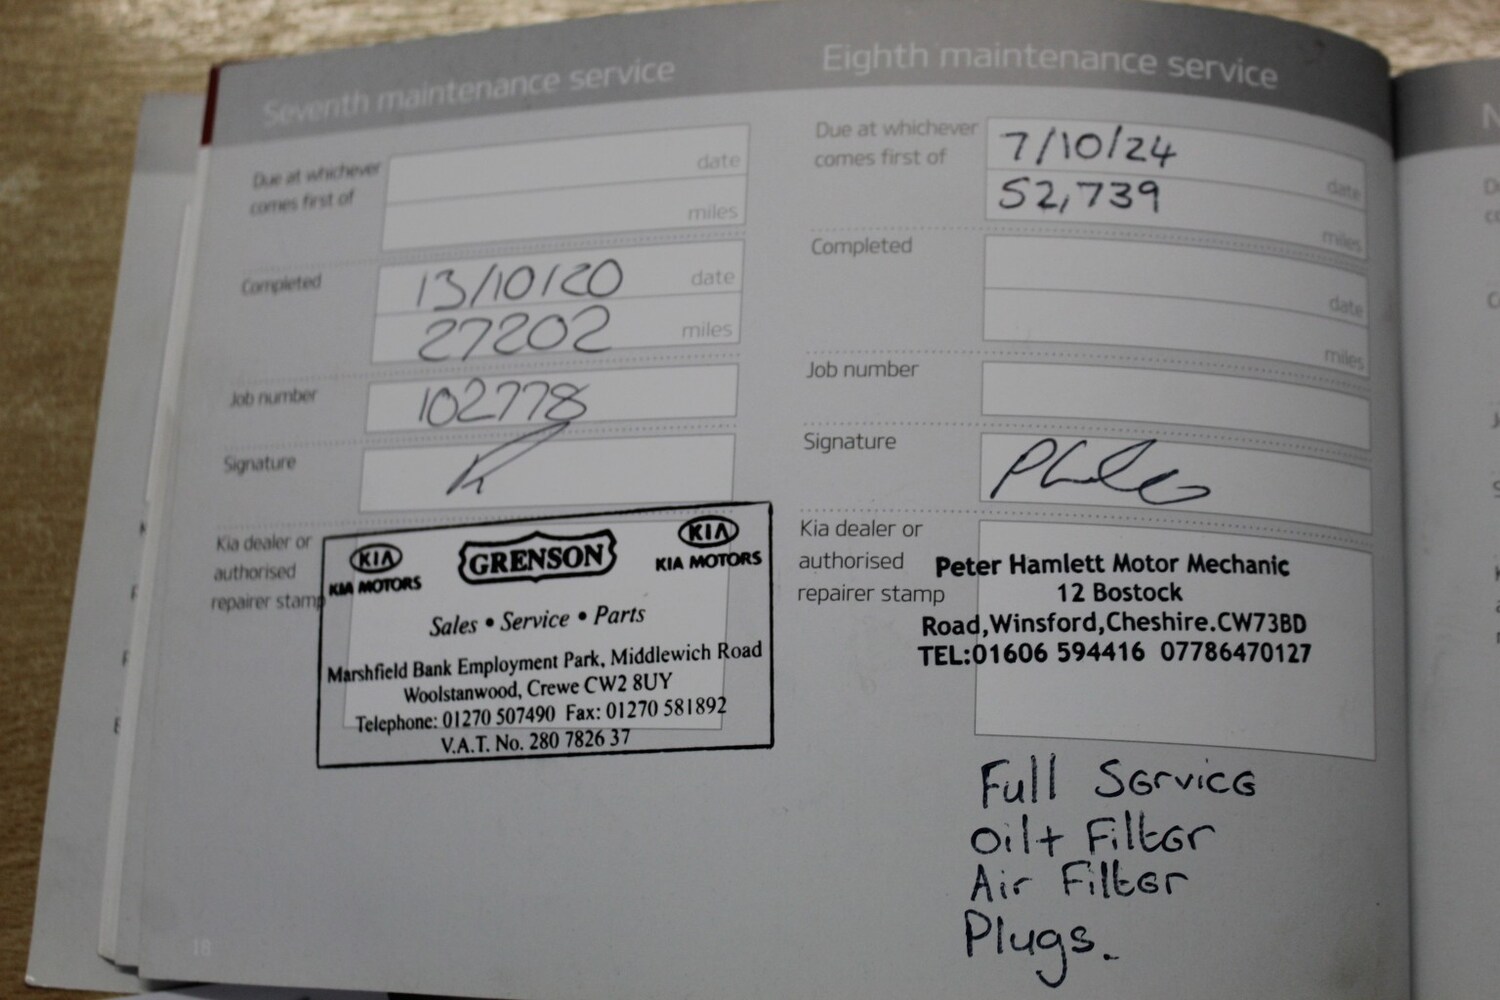 Seventh maintenance service
Due at whichever
comes first of
date
miles
Completed
13/10/20 date
27202 miles
Job number
102778
Signature
Kia dealer or
authorised
repairer stamp
KIA
KIA MOTORS
GRENSON
KIA
KIA MOTORS
Sales • Service • Parts
Marshfield Bank Employment Park, Middlewich Road
Woolstanwood, Crewe CW2 8UY
Telephone: 01270 507490 Fax: 01270 581892
V.A.T. No. 280 7826 37
18
Eighth maintenance service
Due at whichever
comes first of
7/10/24 date
52,739 miles
Completed
date
miles
Job number
Signature
Kia dealer or
authorised
repairer stamp
Peter Hamlett Motor Mechanic
12 Bostock
Road,Winsford,Cheshire.CW73BD
TEL:01606 594416 07786470127
Full Service
Oil+ Filter
Air Filter
Plugs.